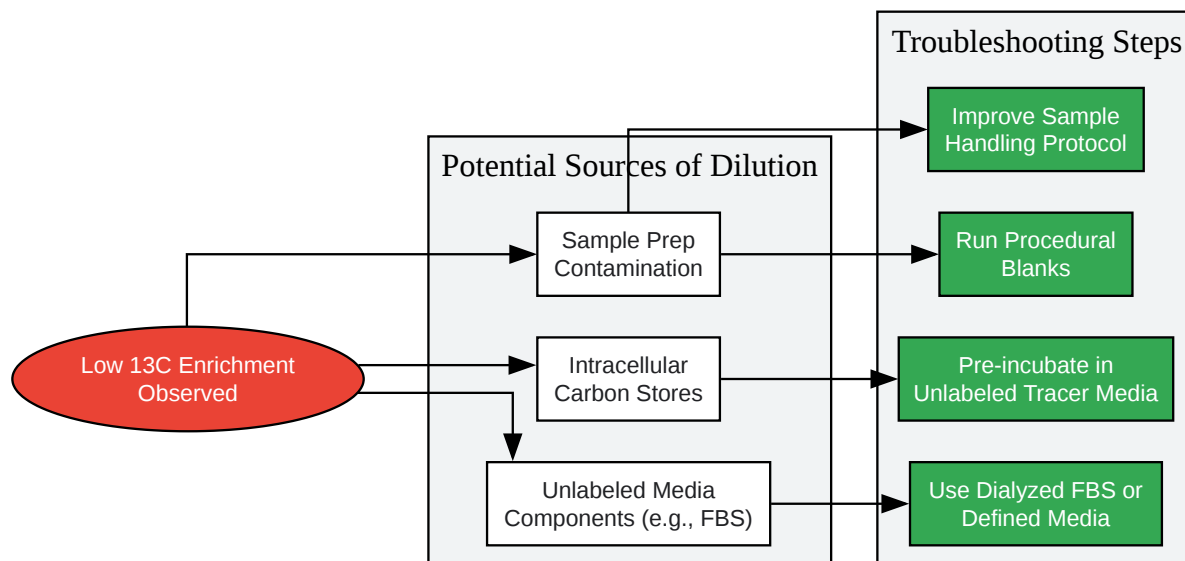 Troubleshooting Steps
Improve Sample
Handling Protocol
Potential Sources of Dilution
Sample Prep
Contamination
Run Procedural
Blanks
Low 13C Enrichment
Observed
Intracellular
Carbon Stores
Pre-incubate in
Unlabeled Tracer Media
Unlabeled Media
Components (e.g., FBS)
Use Dialyzed FBS or
Defined Media